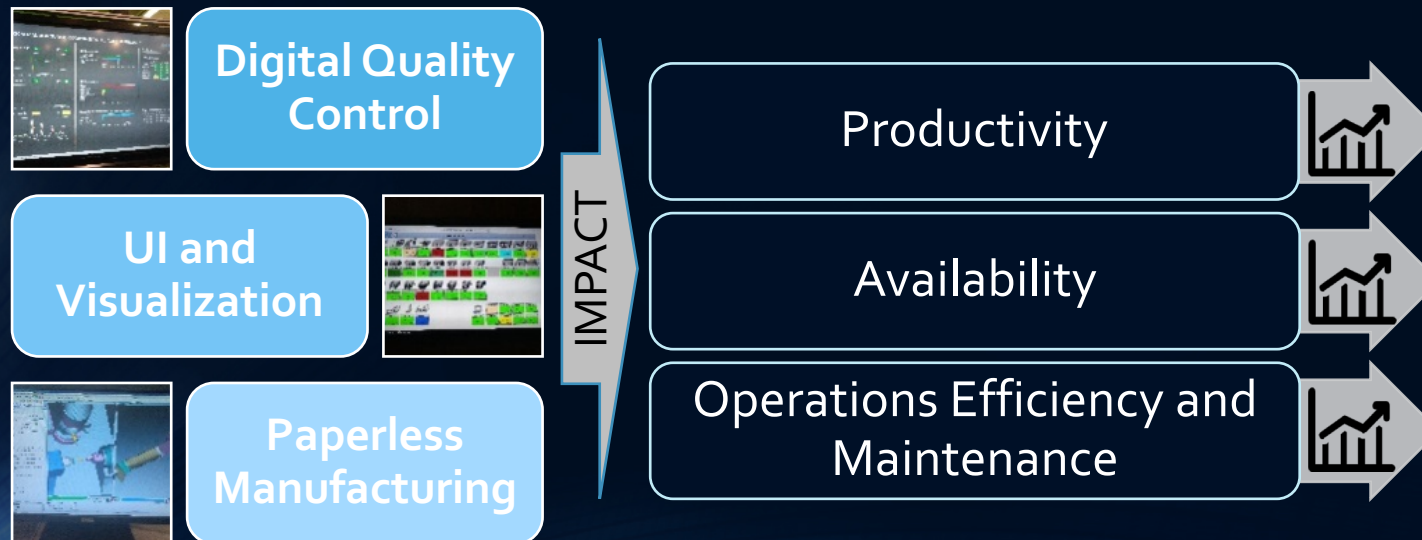 Digital Quality
Control
UI and
Visualization
Paperless
Manufacturing
IMPACT
Productivity
Availability
Operations Efficiency and
Maintenance